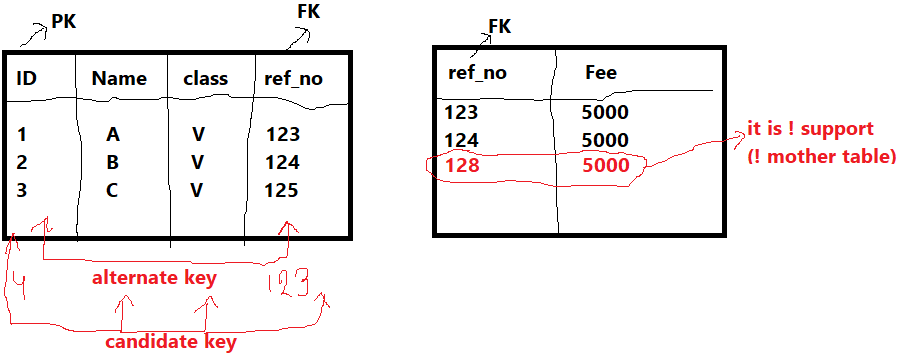 PK
FK
ID Name class ref_no
1 A V 123
2 B V 124
3 C V 125
4 alternate key 123
candidate key
FK
ref_no Fee
123 5000
124 5000
128 5000
it is ! support
(! mother table)